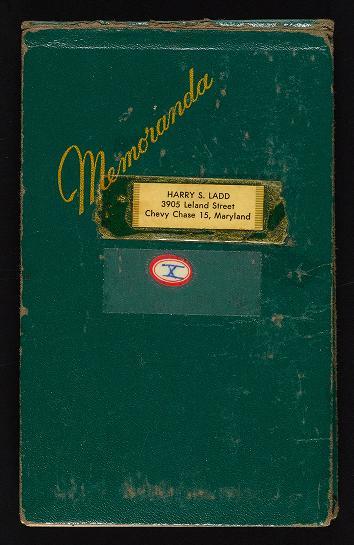 Memoranda
HARRY S. LADD
3905 Leland Street
Chevy Chase 15, Maryland
X